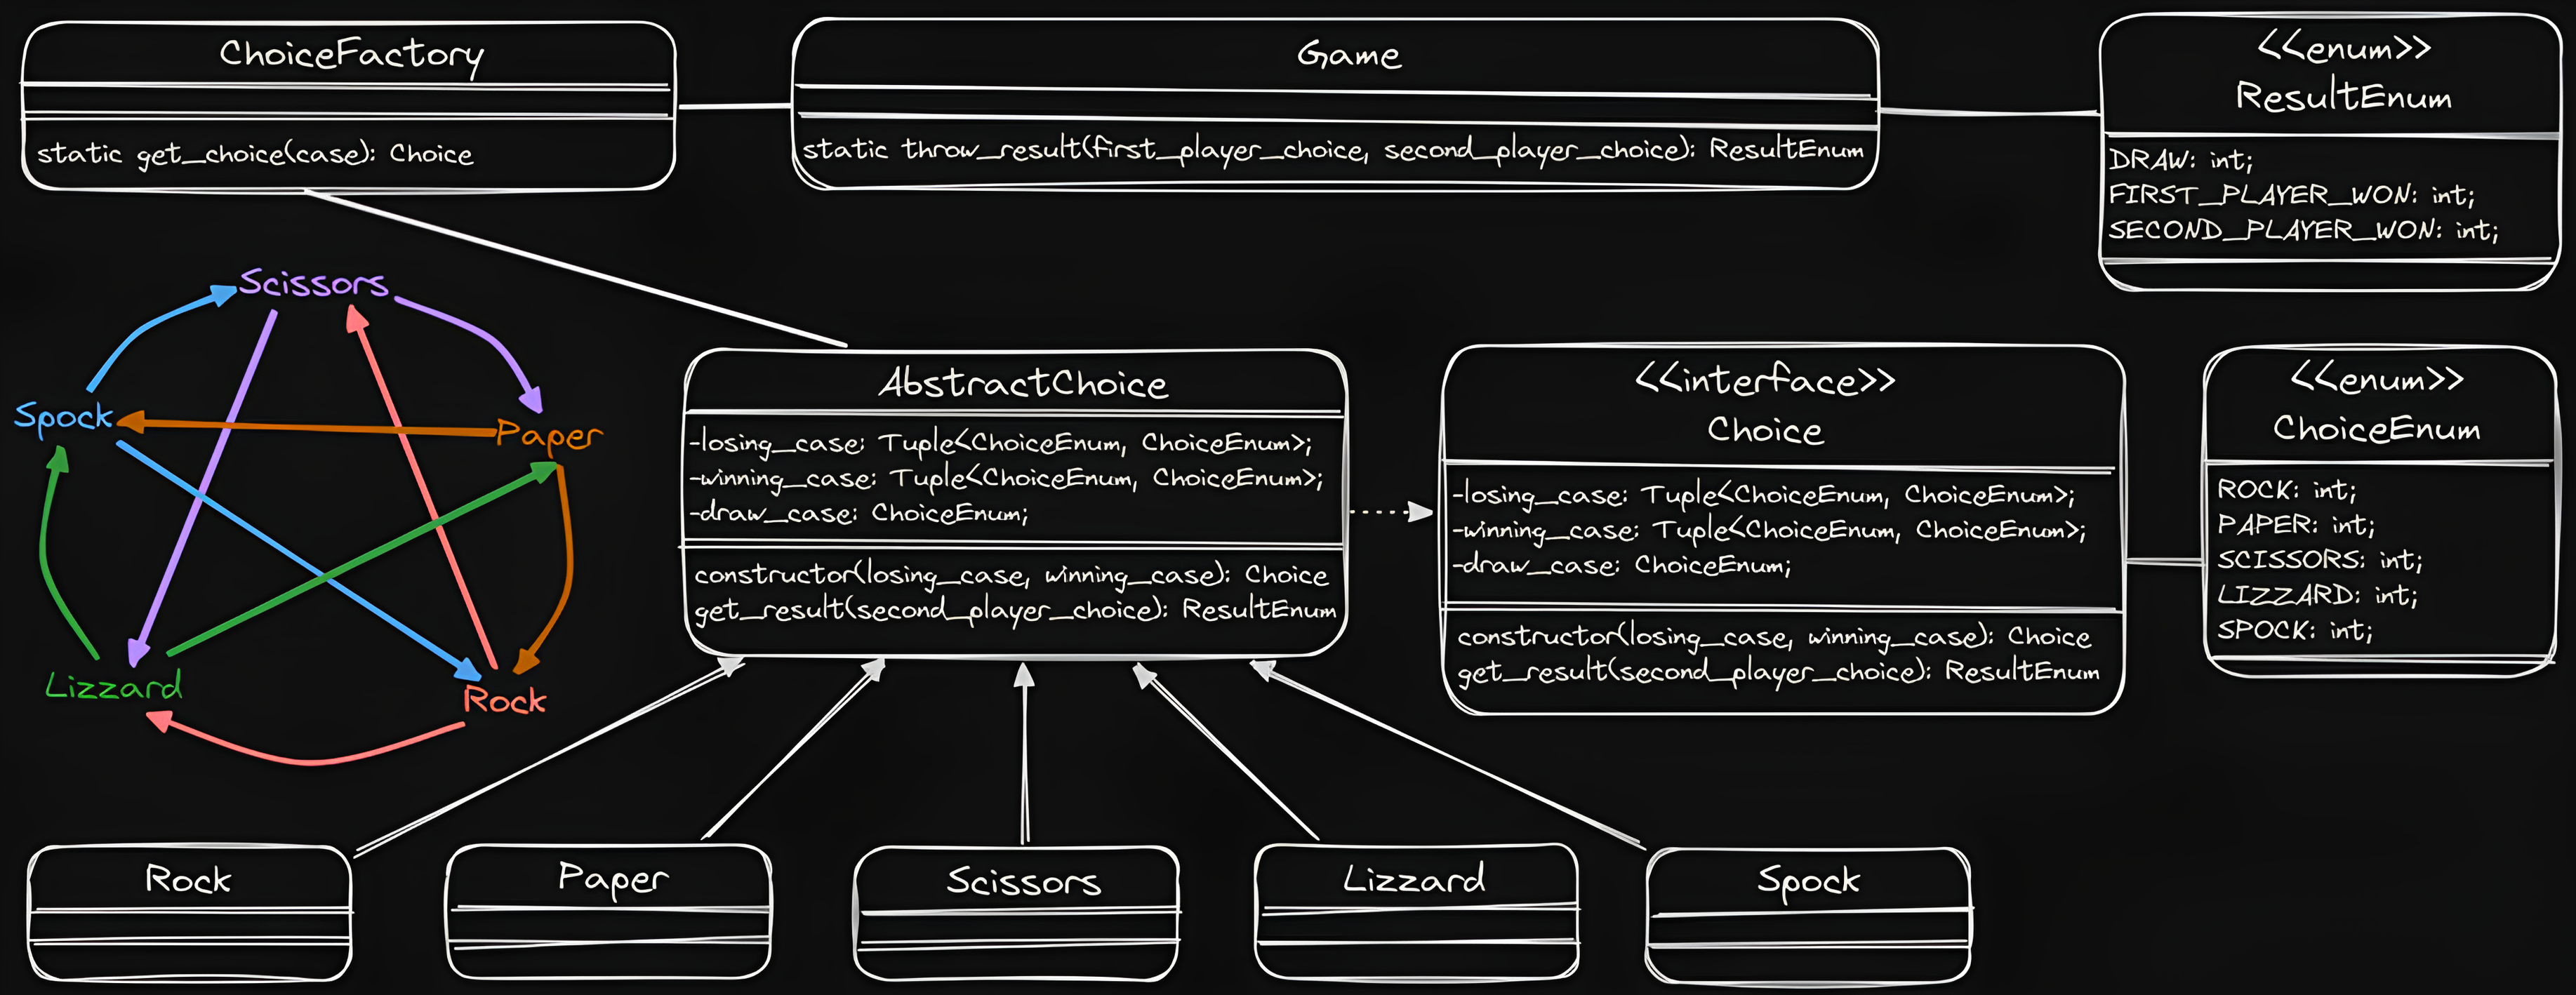 ChoiceFactory
static get_choice(case): Choice
Game
static throw_result(first_player_choice, second_player_choice): ResultEnum
<<enum>>
ResultEnum
DRAW: int;
FIRST_PLAYER_WON: int;
SECOND_PLAYER_WON: int;
Scissors
Spock
Paper
Lizzard
Rock
AbstractChoice
-losing_case: Tuple<ChoiceEnum, ChoiceEnum>;
-winning_case: Tuple<ChoiceEnum, ChoiceEnum>;
-draw_case: ChoiceEnum;
constructor(losing_case, winning_case): Choice
get_result(second_player_choice): ResultEnum
<<interface>>
Choice
-losing_case: Tuple<ChoiceEnum, ChoiceEnum>;
-winning_case: Tuple<ChoiceEnum, ChoiceEnum>;
-draw_case: ChoiceEnum;
constructor(losing_case, winning_case): Choice
get_result(second_player_choice): ResultEnum
<<enum>>
ChoiceEnum
ROCK: int;
PAPER: int;
SCISSORS: int;
LIZZARD: int;
SPOCK: int;
Rock
Paper
Scissors
Lizzard
Spock